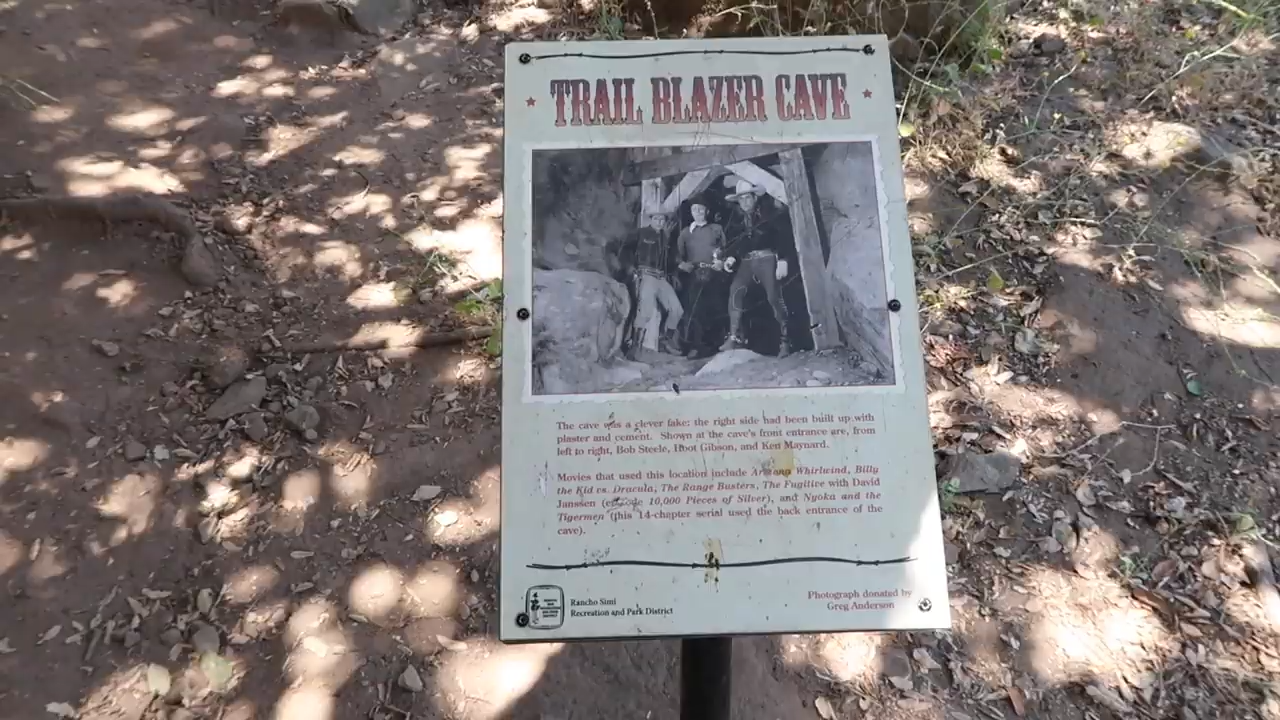 TRAIL BLAZER CAVE
The cave was a clever fake: the right side had been built up with
plaster and cement. Shown at the cave's front entrance are, from
left to right, Bob Steele, Hoot Gibson, and Ken Maynard.
Movies that used this location include Arizona Whirlwind, Billy
the Kid vs. Dracula, The Range Busters, The Fugitive with David
Janssen (episode 10,000 Pieces of Silver), and Nyoka and the
Tigermen (this 14-chapter serial used the back entrance of the
cave).
Rancho Simi
Recreation and Park District
Photograph donated by
Greg Anderson